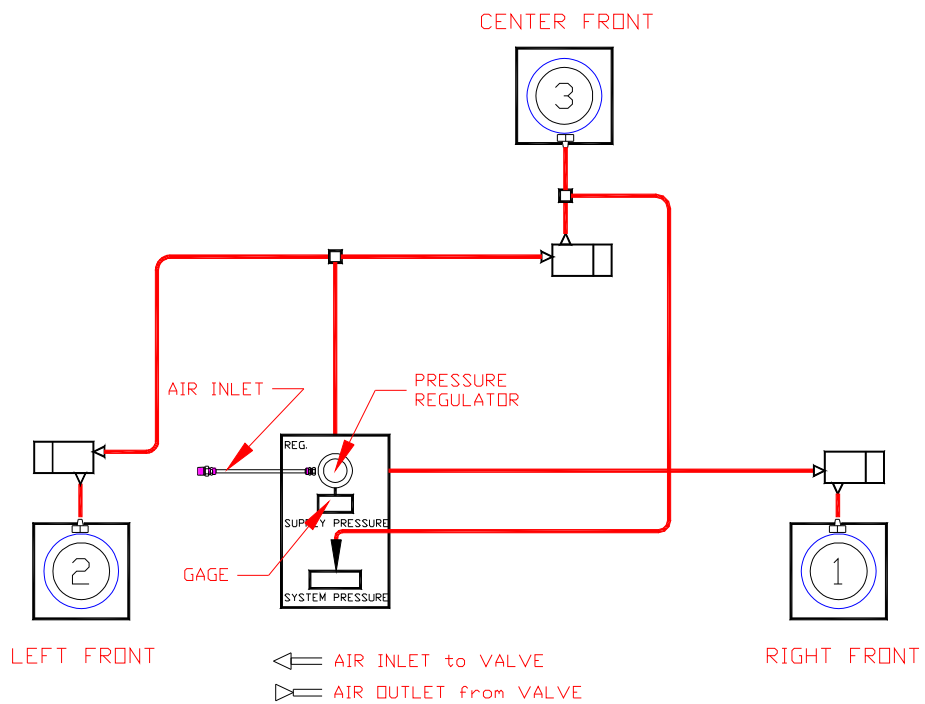 CENTER FRONT
3
AIR INLET
PRESSURE
REGULATOR
REG.
SUPPLY PRESSURE
GAGE
SYSTEM PRESSURE
2
1
LEFT FRONT
RIGHT FRONT
AIR INLET to VALVE
AIR OUTLET from VALVE